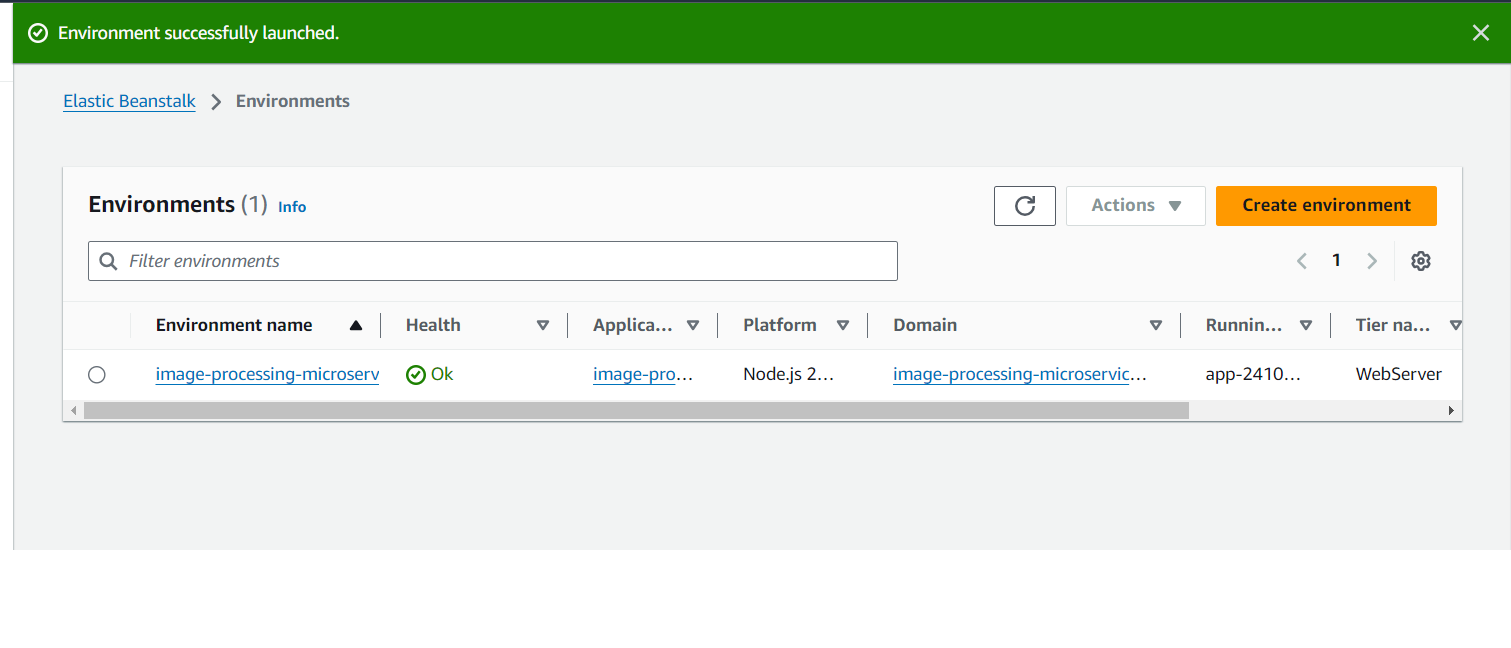 Environment successfully launched.
Elastic Beanstalk > Environments
Environments (1) Info
Actions
Create environment
Filter environments
1
Environment name Health Applica... Platform Domain Runnin... Tier na...
image-processing-microserv Ok image-pro... Node.js 2... image-processing-microservic... app-2410... WebServer